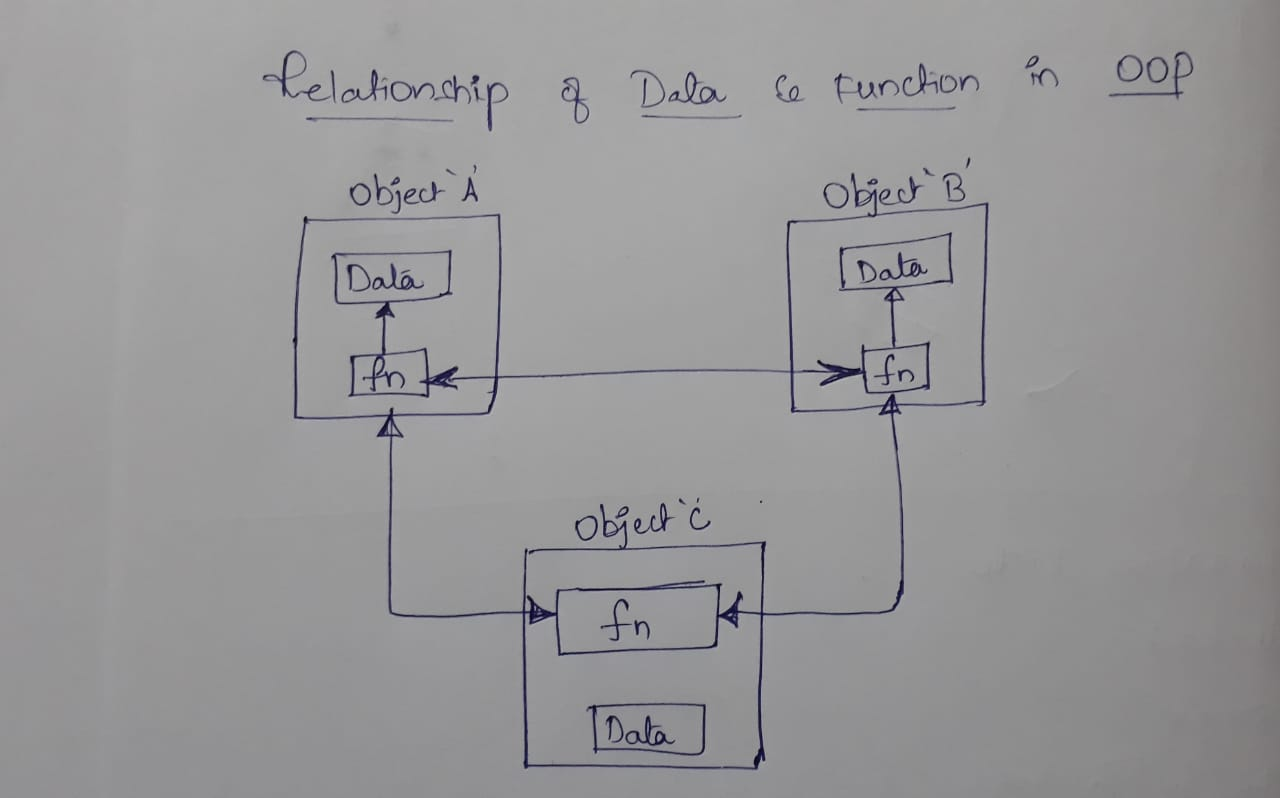 Relationship of Data & Function in OOP
Object 'A'
Object 'B'
Data
Data
fn
fn
Object 'C'
fn
Data